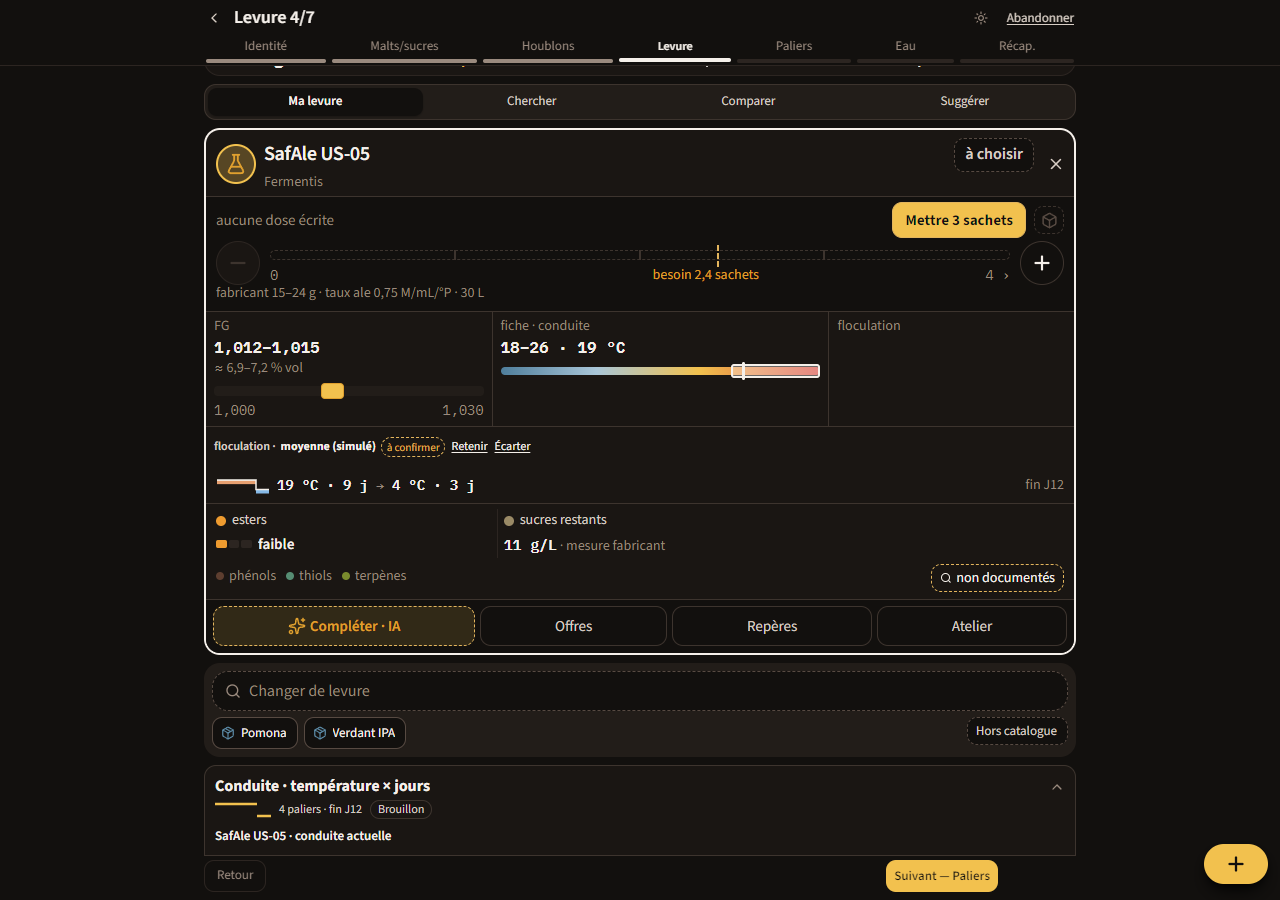 Levure 4/7
Abandonner
Identité
Malts/sucres
Houblons
Levure
Paliers
Eau
Récap.
Ma levure
Chercher
Comparer
Suggérer
SafAle US-05
à choisir
Fermentis
aucune dose écrite
Mettre 3 sachets
0
besoin 2,4 sachets
4 ›
fabricant 15–24 g · taux ale 0,75 M/mL/°P · 30 L
FG
1,012–1,015
≈ 6,9–7,2 % vol
1,000
1,030
fiche · conduite
18–26 · 19 °C
floculation
floculation · moyenne (simulé) à confirmer Retenir Écarter
19 °C · 9 j → 4 °C · 3 j
fin J12
esters
faible
sucres restants
11 g/L · mesure fabricant
phénols
thiols
terpènes
non documentés
Compléter · IA
Offres
Repères
Atelier
Changer de levure
Pomona
Verdant IPA
Hors catalogue
Conduite · température × jours
4 paliers · fin J12
Brouillon
SafAle US-05 · conduite actuelle
Retour
Suivant — Paliers